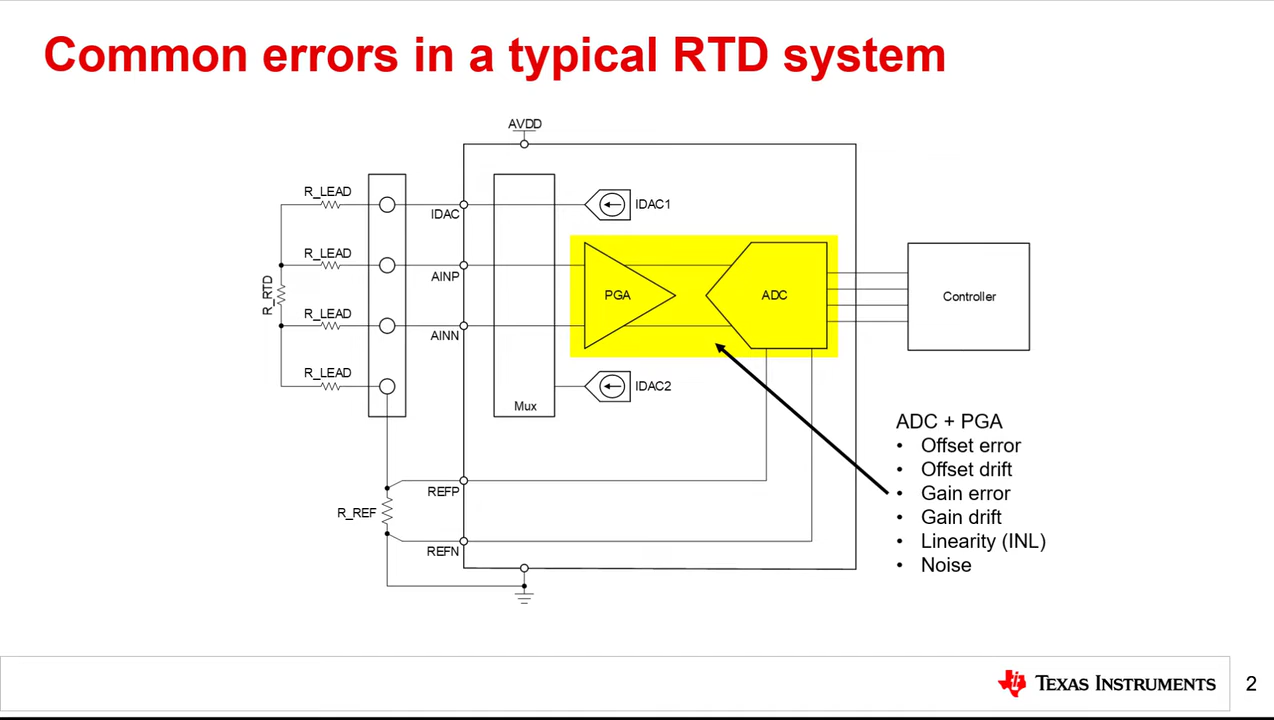 Common errors in a typical RTD system
AVDD
R_LEAD
IDAC
IDAC1
R_LEAD
AINP
R_RTD
PGA
ADC
Controller
R_LEAD
AINN
R_LEAD
IDAC2
Mux
ADC + PGA
• Offset error
• Offset drift
• Gain error
• Gain drift
• Linearity (INL)
• Noise
REFP
R_REF
REFN
TEXAS INSTRUMENTS
2